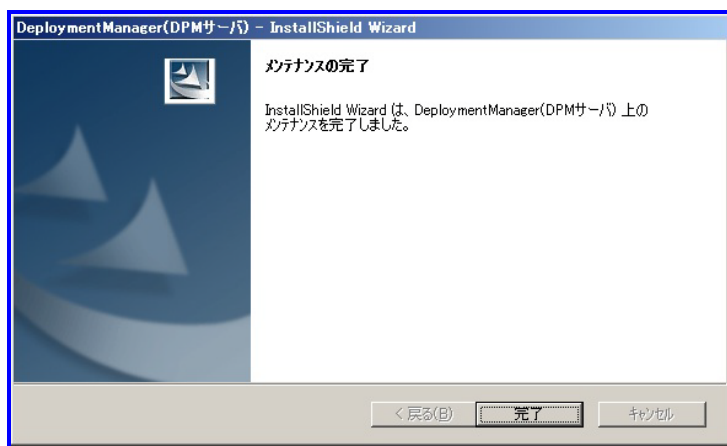 DeploymentManager(DPMサーバ) - InstallShield Wizard
メンテナンスの完了
InstallShield Wizard は、DeploymentManager(DPMサーバ) 上の
メンテナンスを完了しました。
< 戻る(B) 完了 キャンセル